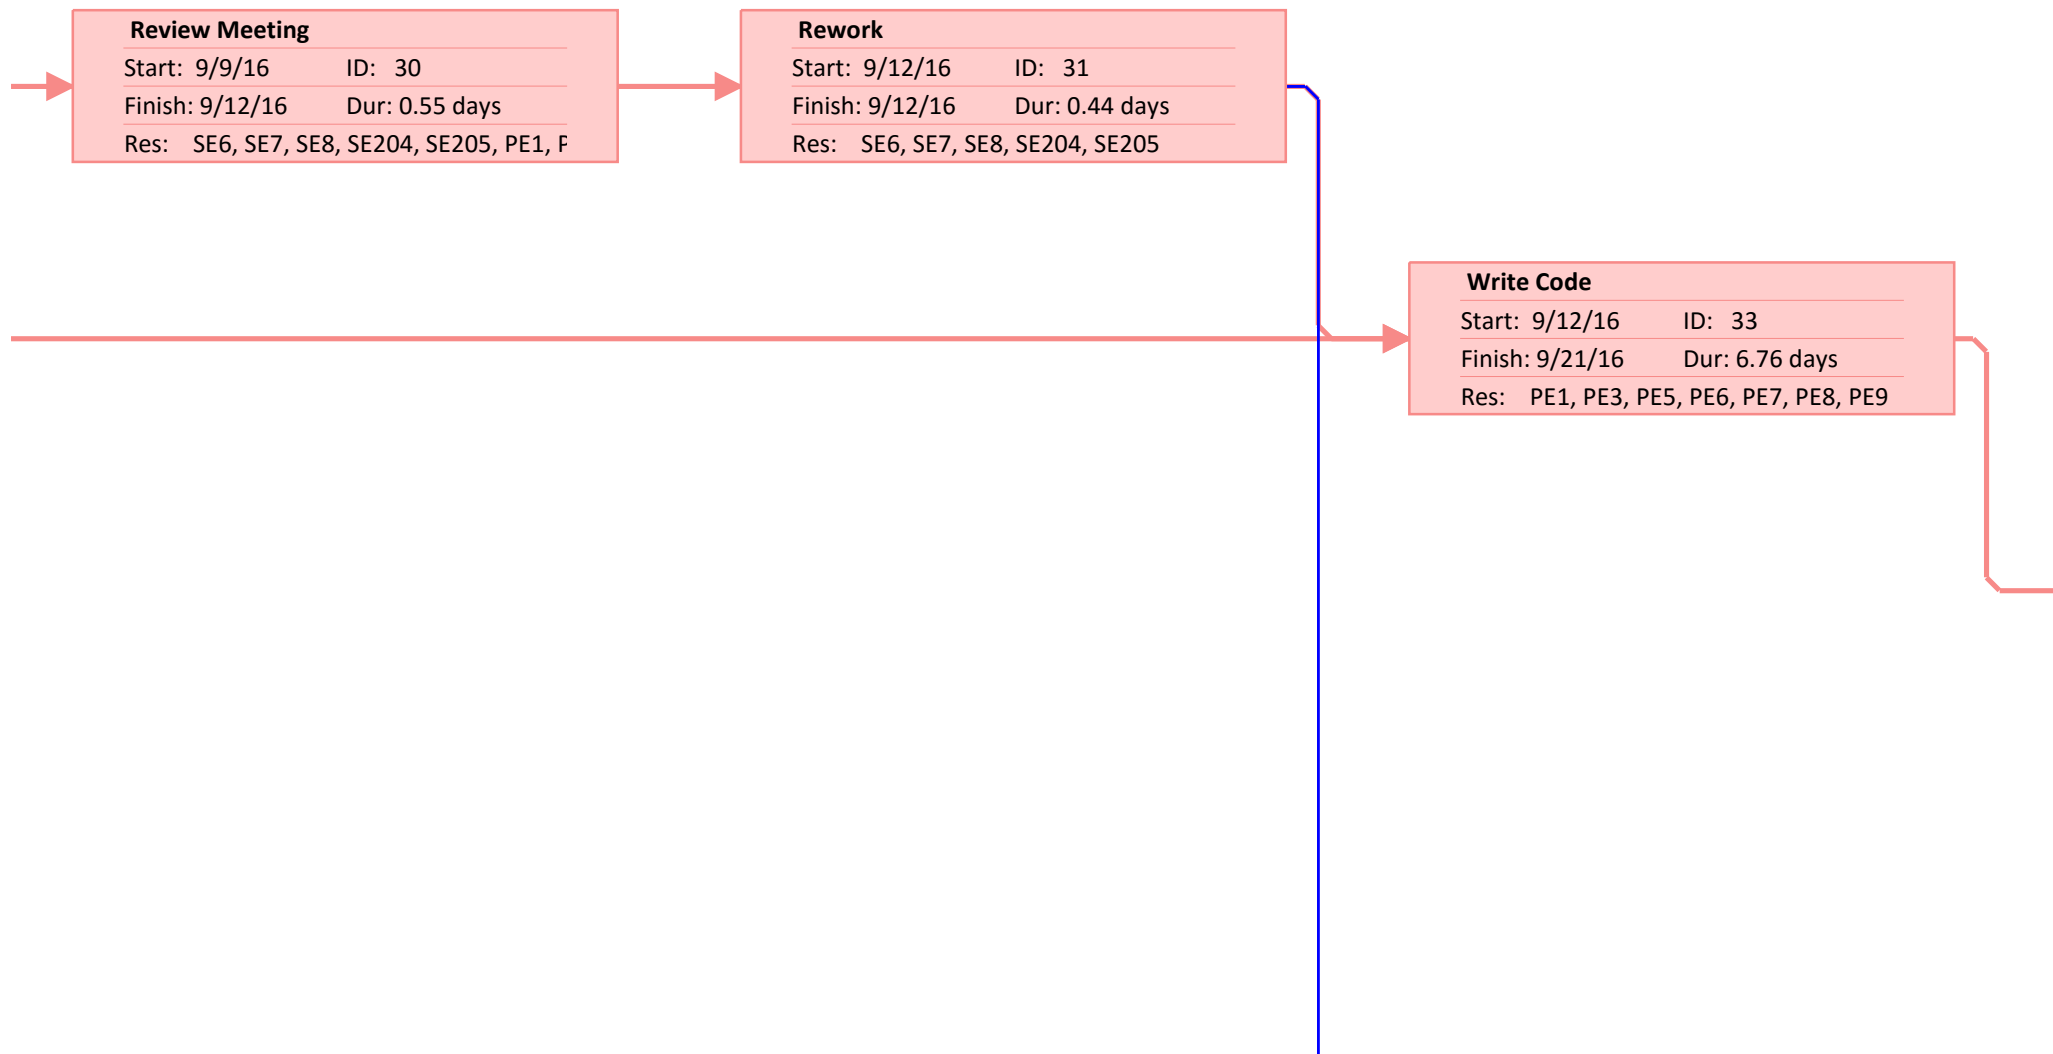 Review Meeting
Start: 9/9/16 ID: 30
Finish: 9/12/16 Dur: 0.55 days
Res: SE6, SE7, SE8, SE204, SE205, PE1, P
Rework
Start: 9/12/16 ID: 31
Finish: 9/12/16 Dur: 0.44 days
Res: SE6, SE7, SE8, SE204, SE205
Write Code
Start: 9/12/16 ID: 33
Finish: 9/21/16 Dur: 6.76 days
Res: PE1, PE3, PE5, PE6, PE7, PE8, PE9